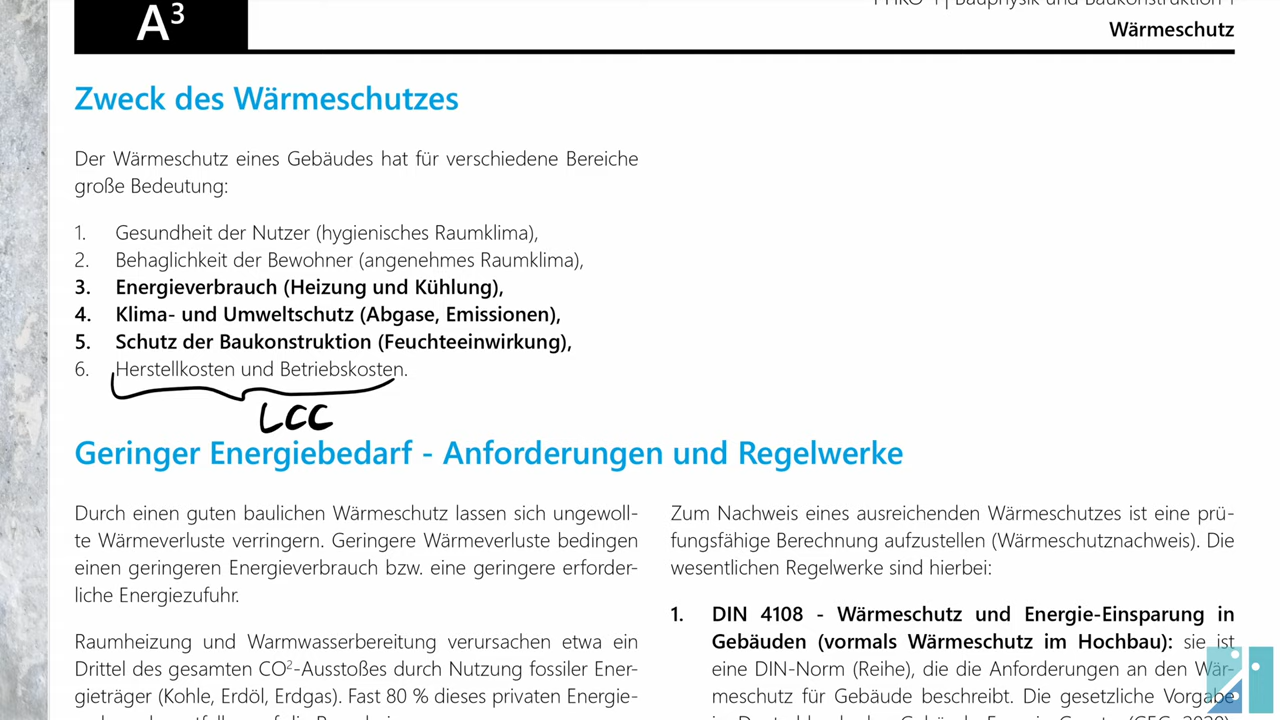 A³
Bauphysik und Baukonstruktion 1
Wärmeschutz
Zweck des Wärmeschutzes
Der Wärmeschutz eines Gebäudes hat für verschiedene Bereiche
große Bedeutung:
1. Gesundheit der Nutzer (hygienisches Raumklima),
2. Behaglichkeit der Bewohner (angenehmes Raumklima),
3. Energieverbrauch (Heizung und Kühlung),
4. Klima- und Umweltschutz (Abgase, Emissionen),
5. Schutz der Baukonstruktion (Feuchteeinwirkung),
6. Herstellkosten und Betriebskosten.
LCC
Geringer Energiebedarf - Anforderungen und Regelwerke
Durch einen guten baulichen Wärmeschutz lassen sich ungewoll-
te Wärmeverluste verringern. Geringere Wärmeverluste bedingen
einen geringeren Energieverbrauch bzw. eine geringere erforder-
liche Energiezufuhr.
Raumheizung und Warmwasserbereitung verursachen etwa ein
Drittel des gesamten CO²-Ausstoßes durch Nutzung fossiler Ener-
gieträger (Kohle, Erdöl, Erdgas). Fast 80 % dieses privaten Energie-
Zum Nachweis eines ausreichenden Wärmeschutzes ist eine prü-
fungsfähige Berechnung aufzustellen (Wärmeschutznachweis). Die
wesentlichen Regelwerke sind hierbei:
1. DIN 4108 - Wärmeschutz und Energie-Einsparung in
Gebäuden (vormals Wärmeschutz im Hochbau): sie ist
eine DIN-Norm (Reihe), die die Anforderungen an den Wär-
meschutz für Gebäude beschreibt. Die gesetzliche Vorgabe